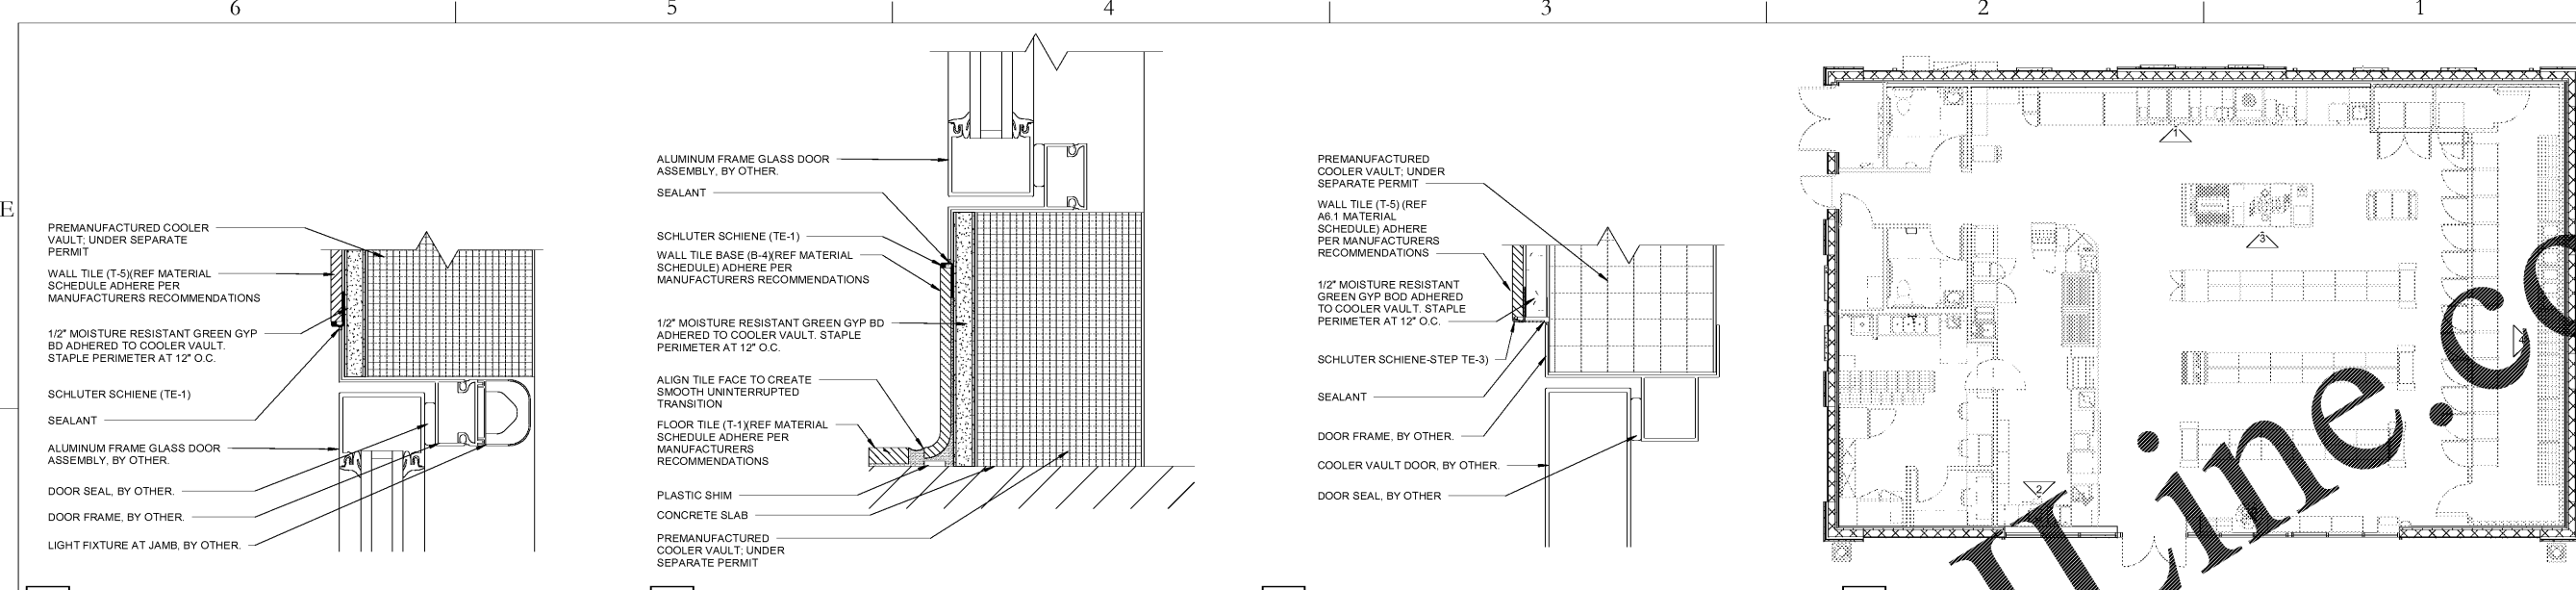 6
5
4
3
2
1
E
PREMANUFACTURED COOLER
VAULT; UNDER SEPARATE
PERMIT
WALL TILE (T-5)(REF MATERIAL
SCHEDULE ADHERE PER
MANUFACTURERS RECOMMENDATIONS
1/2" MOISTURE RESISTANT GREEN GYP
BD ADHERED TO COOLER VAULT.
STAPLE PERIMETER AT 12" O.C.
SCHLUTER SCHIENE (TE-1)
SEALANT
ALUMINUM FRAME GLASS DOOR
ASSEMBLY, BY OTHER.
DOOR SEAL, BY OTHER.
DOOR FRAME, BY OTHER.
LIGHT FIXTURE AT JAMB, BY OTHER.
ALUMINUM FRAME GLASS DOOR
ASSEMBLY, BY OTHER.
SEALANT
SCHLUTER SCHIENE (TE-1)
WALL TILE BASE (B-4)(REF MATERIAL
SCHEDULE) ADHERE PER
MANUFACTURERS RECOMMENDATIONS
1/2" MOISTURE RESISTANT GREEN GYP BD
ADHERED TO COOLER VAULT. STAPLE
PERIMETER AT 12" O.C.
ALIGN TILE FACE TO CREATE
SMOOTH UNINTERRUPTED
TRANSITION
FLOOR TILE (T-1)(REF MATERIAL
SCHEDULE ADHERE PER
MANUFACTURERS
RECOMMENDATIONS
PLASTIC SHIM
CONCRETE SLAB
PREMANUFACTURED
COOLER VAULT; UNDER
SEPARATE PERMIT
PREMANUFACTURED
COOLER VAULT; UNDER
SEPARATE PERMIT
WALL TILE (T-5) (REF
A6.1 MATERIAL
SCHEDULE) ADHERE
PER MANUFACTURERS
RECOMMENDATIONS
1/2" MOISTURE RESISTANT
GREEN GYP BOD ADHERED
TO COOLER VAULT. STAPLE
PERIMETER AT 12" O.C.
SCHLUTER SCHIENE-STEP TE-3)
SEALANT
DOOR FRAME, BY OTHER.
COOLER VAULT DOOR, BY OTHER.
DOOR SEAL, BY OTHER
1
3
4
2
Line.co